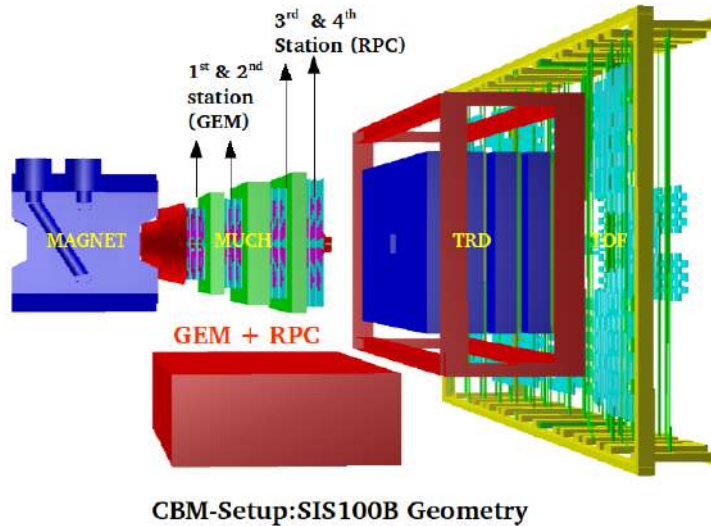 3rd & 4th
Station (RPC)
1st & 2nd
station
(GEM)
MAGNET
MUCH
TRD
TOF
GEM + RPC
CBM-Setup:SIS100B Geometry